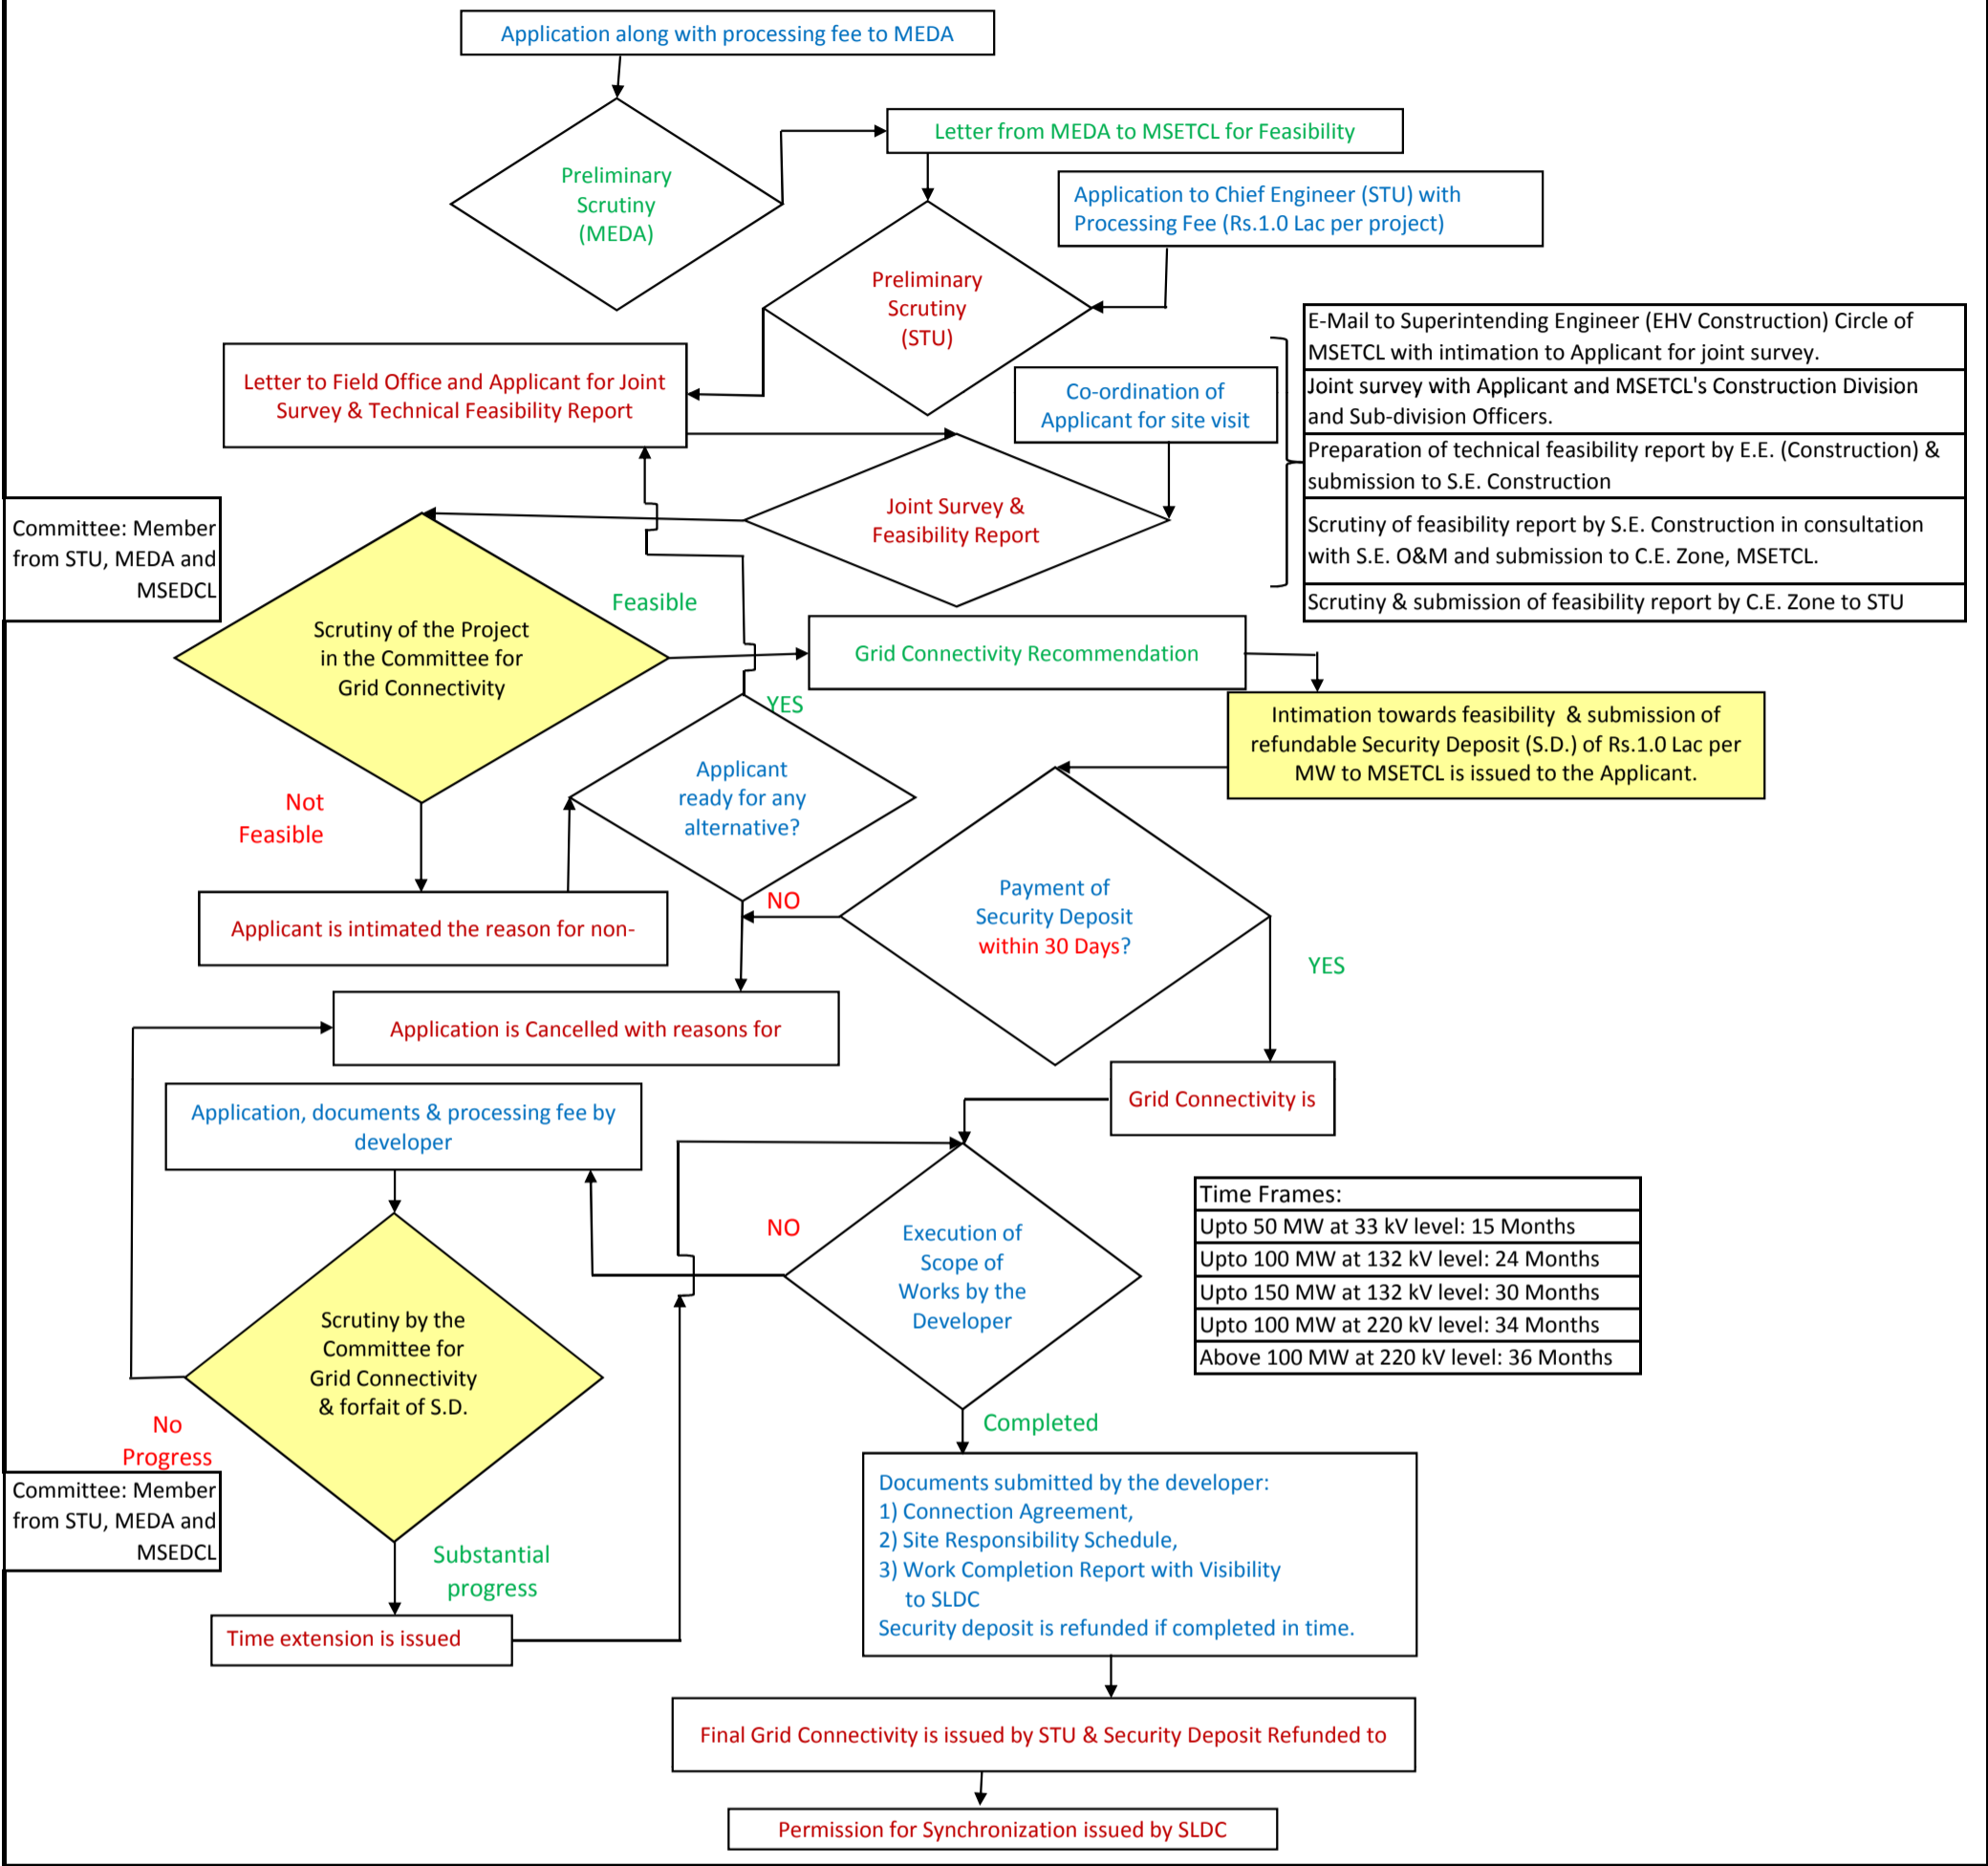 Application along with processing fee to MEDA
Letter from MEDA to MSETCL for Feasibility
Preliminary
Scrutiny
(MEDA)
Application to Chief Engineer (STU) with
Processing Fee (Rs.1.0 Lac per project)
Preliminary
Scrutiny
(STU)
E-Mail to Superintending Engineer (EHV Construction) Circle of
MSETCL with intimation to Applicant for joint survey.
Joint survey with Applicant and MSETCL's Construction Division
and Sub-division Officers.
Preparation of technical feasibility report by E.E. (Construction) &
submission to S.E. Construction
Scrutiny of feasibility report by S.E. Construction in consultation
with S.E. O&M and submission to C.E. Zone, MSETCL.
Scrutiny & submission of feasibility report by C.E. Zone to STU
Letter to Field Office and Applicant for Joint
Survey & Technical Feasibility Report
Co-ordination of
Applicant for site visit
Joint Survey &
Feasibility Report
Committee: Member
from STU, MEDA and
MSEDCL
Feasible
Scrutiny of the Project
in the Committee for
Grid Connectivity
Grid Connectivity Recommendation
YES
Intimation towards feasibility & submission of
refundable Security Deposit (S.D.) of Rs.1.0 Lac per
MW to MSETCL is issued to the Applicant.
Applicant
ready for any
alternative?
Not
Feasible
NO
Payment of
Security Deposit
within 30 Days?
Applicant is intimated the reason for non-
YES
Application is Cancelled with reasons for
Grid Connectivity is
Application, documents & processing fee by
developer
NO
Execution of
Scope of
Works by the
Developer
Time Frames:
Upto 50 MW at 33 kV level: 15 Months
Upto 100 MW at 132 kV level: 24 Months
Upto 150 MW at 132 kV level: 30 Months
Upto 100 MW at 220 kV level: 34 Months
Above 100 MW at 220 kV level: 36 Months
Scrutiny by the
Committee for
Grid Connectivity
& forfait of S.D.
No
Progress
Completed
Committee: Member
from STU, MEDA and
MSEDCL
Substantial
progress
Documents submitted by the developer:
1) Connection Agreement,
2) Site Responsibility Schedule,
3) Work Completion Report with Visibility
to SLDC
Security deposit is refunded if completed in time.
Time extension is issued
Final Grid Connectivity is issued by STU & Security Deposit Refunded to
Permission for Synchronization issued by SLDC